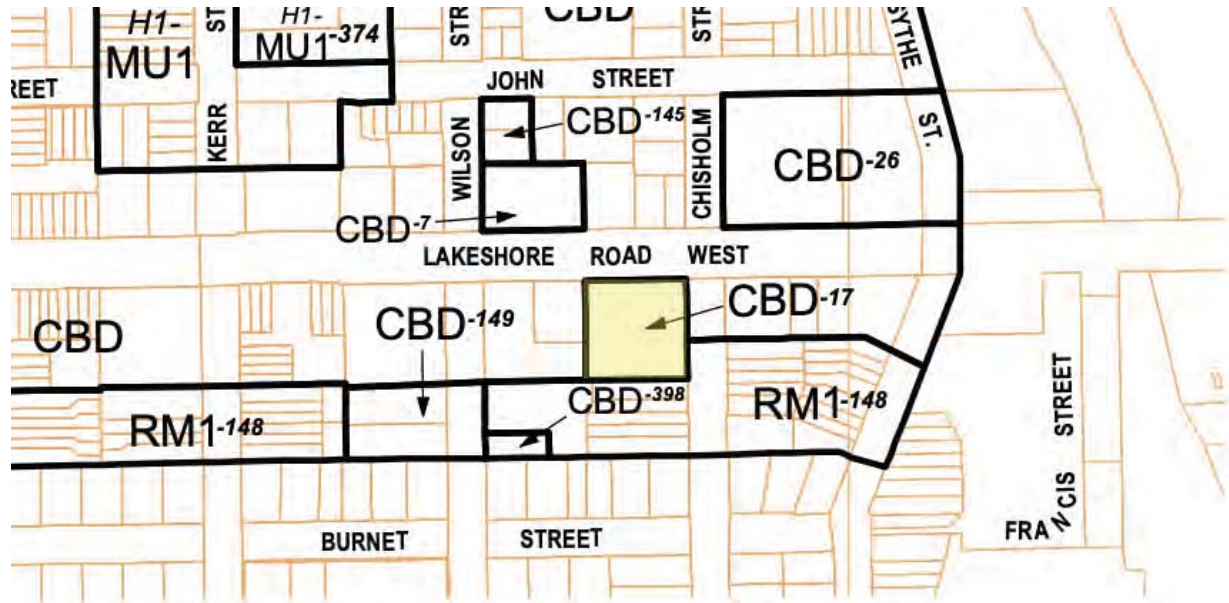 H1-
MU1
ST
H1-
MU1-374
STR
CBD
STR
SYTHE
ST.
REET
JOHN STREET
KERR
WILSON
CBD-145
CHISHOLM
CBD-26
CBD-7
LAKESHORE ROAD WEST
CBD
CBD-149
CBD-17
RM1-148
CBD-398
RM1-148
BURNET STREET
FRANCIS STREET